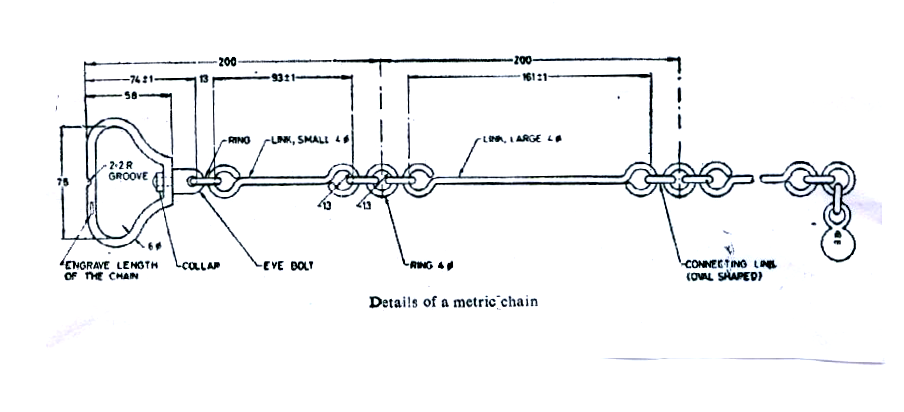 200
200
74±1
13
93±1
161±1
58
RING
LINK, SMALL 4 ø
LINK, LARGE 4 ø
2·2 R
GROOVE
75
13
13
6 ø
ENGRAVE LENGTH
OF THE CHAIN
COLLAR
EYE BOLT
RING 4 ø
CONNECTING LINK
(OVAL SHAPED)
Details of a metric chain